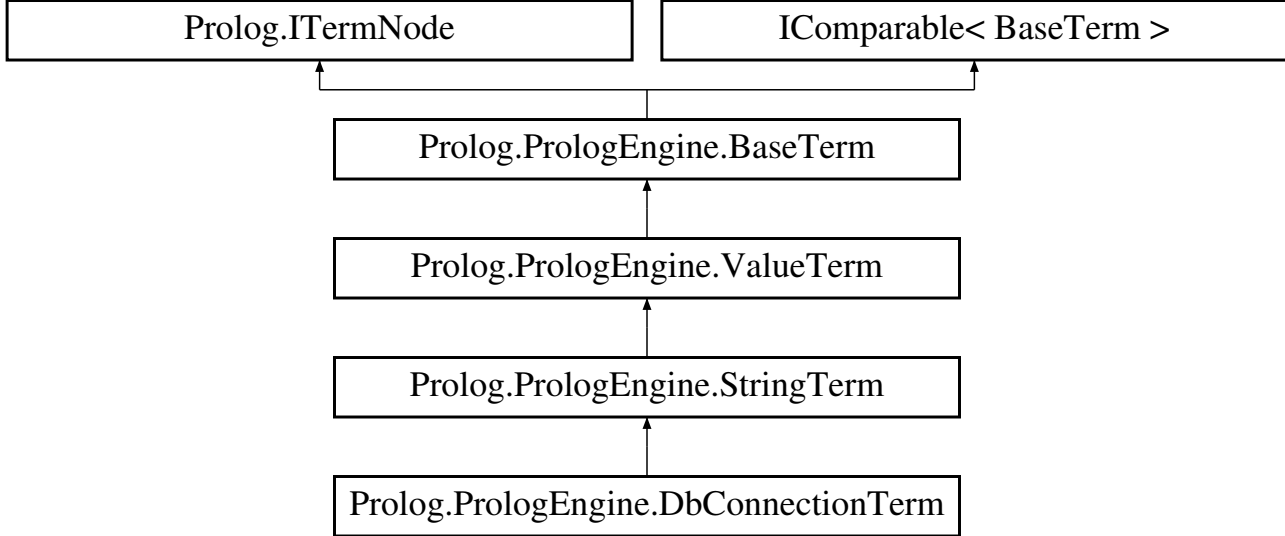 Prolog.ITermNode
IComparable< BaseTerm >
Prolog.PrologEngine.BaseTerm
Prolog.PrologEngine.ValueTerm
Prolog.PrologEngine.StringTerm
Prolog.PrologEngine.DbConnectionTerm